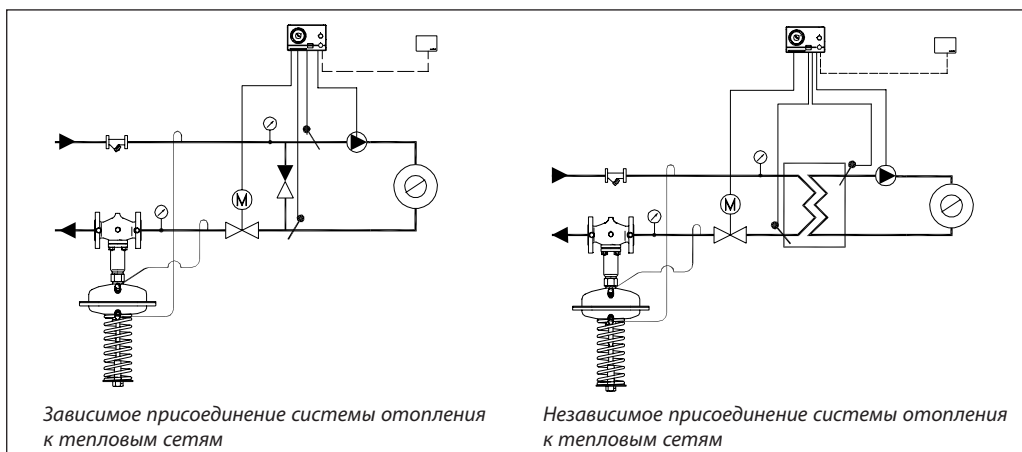 M
M
Зависимое присоединение системы отопления
к тепловым сетям
Независимое присоединение системы отопления
к тепловым сетям